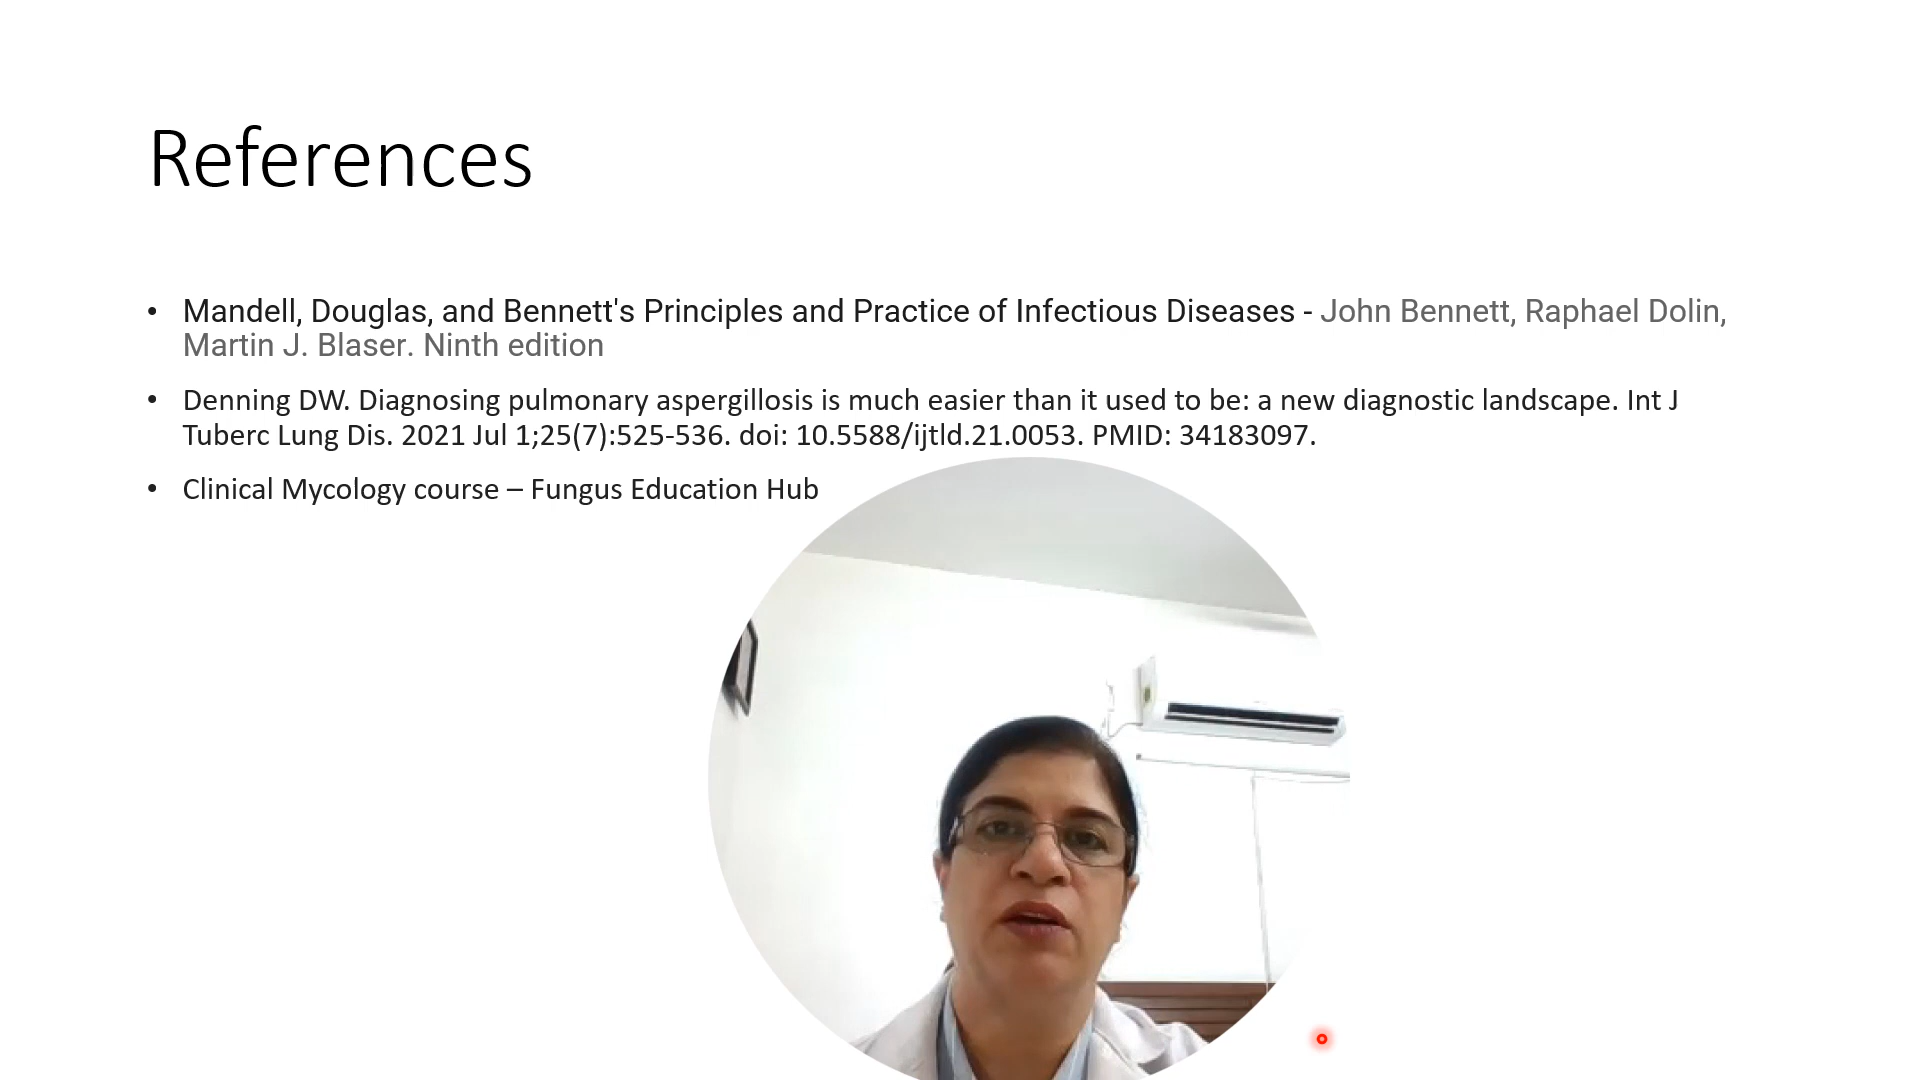 References
• Mandell, Douglas, and Bennett's Principles and Practice of Infectious Diseases - John Bennett, Raphael Dolin,
Martin J. Blaser. Ninth edition
• Denning DW. Diagnosing pulmonary aspergillosis is much easier than it used to be: a new diagnostic landscape. Int J
Tuberc Lung Dis. 2021 Jul 1;25(7):525-536. doi: 10.5588/ijtld.21.0053. PMID: 34183097.
• Clinical Mycology course – Fungus Education Hub